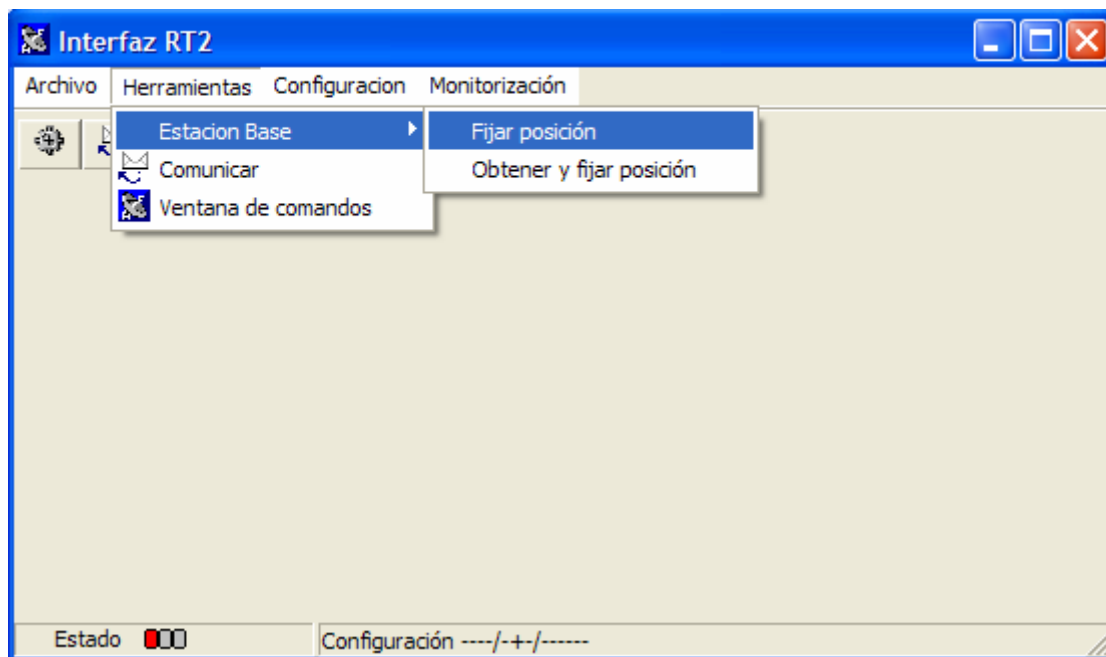 Interfaz RT2
Archivo Herramientas Configuracion Monitorización
Estacion Base Fijar posición
Comunicar Obtener y fijar posición
Ventana de comandos
Estado Configuración ----/-+-/------